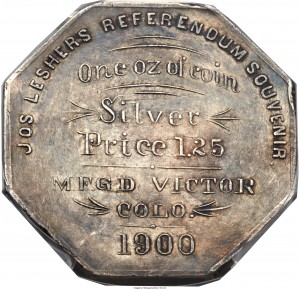 JOS LESHERS REFERENDUM SOUVENIR
One oz of coin
Silver
Price 1.25
MFGD VICTOR
COLO.
1900